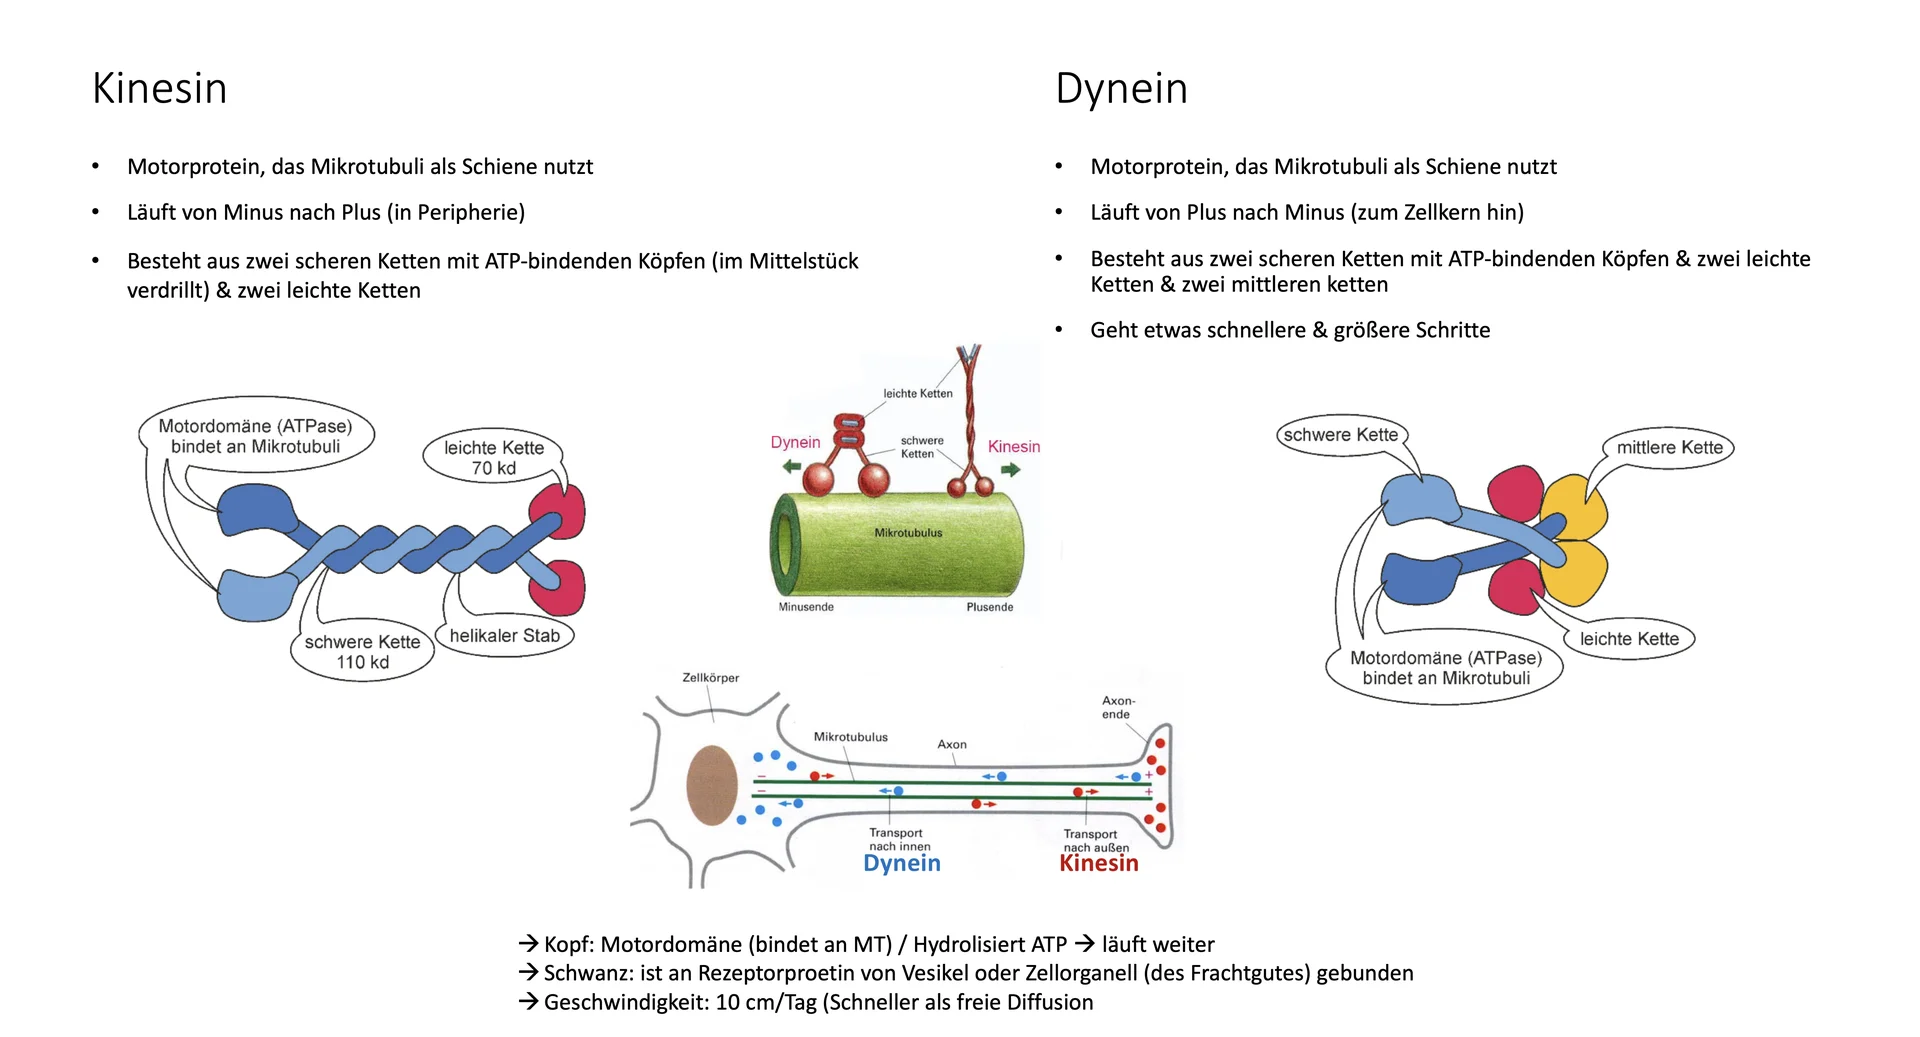 Kinesin
• Motorprotein, das Mikrotubuli als Schiene nutzt
• Läuft von Minus nach Plus (in Peripherie)
• Besteht aus zwei scheren Ketten mit ATP-bindenden Köpfen (im Mittelstück
verdrillt) & zwei leichte Ketten
Dynein
• Motorprotein, das Mikrotubuli als Schiene nutzt
• Läuft von Plus nach Minus (zum Zellkern hin)
• Besteht aus zwei scheren Ketten mit ATP-bindenden Köpfen & zwei leichte
Ketten & zwei mittleren ketten
• Geht etwas schnellere & größere Schritte
Motordomäne (ATPase)
bindet an Mikrotubuli
leichte Kette
70 kd
schwere Kette
110 kd
helikaler Stab
leichte Ketten
Dynein
schwere
Ketten
Kinesin
Mikrotubulus
Minusende
Plusende
schwere Kette
mittlere Kette
leichte Kette
Motordomäne (ATPase)
bindet an Mikrotubuli
Zellkörper
Mikrotubulus
Axon
Axon-
ende
−
−
+
+
Transport
nach innen
Dynein
Transport
nach außen
Kinesin
→ Kopf: Motordomäne (bindet an MT) / Hydrolisiert ATP → läuft weiter
→ Schwanz: ist an Rezeptorproetin von Vesikel oder Zellorganell (des Frachtgutes) gebunden
→ Geschwindigkeit: 10 cm/Tag (Schneller als freie Diffusion